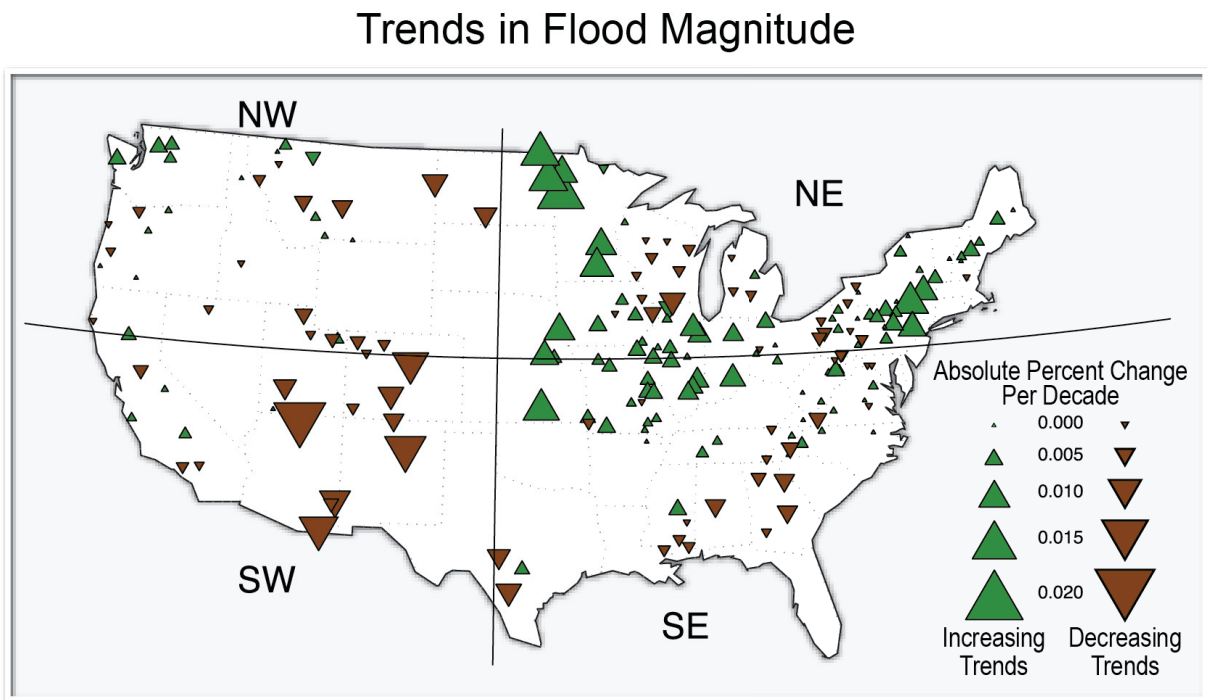 Trends in Flood Magnitude
NW
NE
SW
SE
Absolute Percent Change
Per Decade
0.000
0.005
0.010
0.015
0.020
Increasing
Trends
Decreasing
Trends